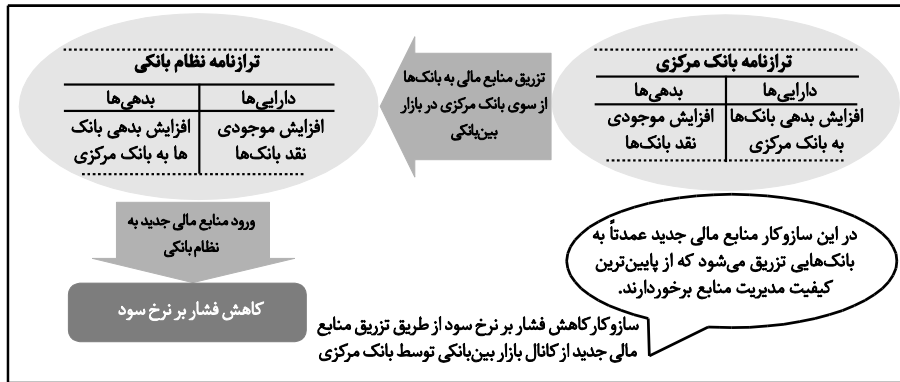 ترازنامه بانک مرکزی
دارایی‌ها
بدهی‌ها
افزایش بدهی بانک‌ها
به بانک مرکزی
افزایش موجودی
نقد بانک‌ها
تزریق منابع مالی به بانک‌ها
از سوی بانک مرکزی در بازار
بین‌بانکی
ترازنامه نظام بانکی
دارایی‌ها
بدهی‌ها
افزایش موجودی
نقد بانک‌ها
افزایش بدهی بانک
ها به بانک مرکزی
ورود منابع مالی جدید به
نظام بانکی
کاهش فشار بر نرخ سود
در این سازوکار منابع مالی جدید عمدتاً به
بانک‌هایی تزریق می‌شود که از پایین‌ترین
کیفیت مدیریت منابع برخوردارند.
سازوکار کاهش فشار بر نرخ سود از طریق تزریق منابع
مالی جدید از کانال بازار بین‌بانکی توسط بانک مرکزی